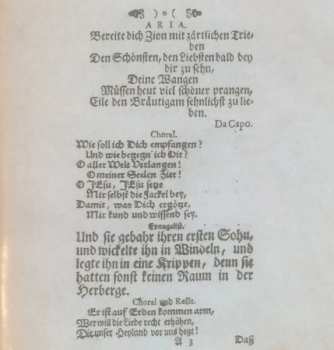 ) o (
ARIA.
Bereite dich Zion mit zärtlichen Trie-
ben
Den Schönsten, den Liebsten bald bey
dir zu sehn,
Deine Wangen
Müssen heut viel schöner prangen,
Eile den Bräutigam sehnlichst zu lie-
ben.
Da Capo.
Choral.
Wie soll ich Dich empfangen?
Und wie begegn' ich Dir?
O aller Welt Verlangen!
O meiner Seelen Zier!
O JEsu, JEsu setze
Mir selbst die Fackel bey,
Damit, was Dich ergötze,
Mir kund und wissend sey.
Evangelist.
Und sie gebahr ihren ersten Sohn,
und wickelte ihn in Windeln, und
legte ihn in eine Krippen, denn sie
hatten sonst keinen Raum in der
Herberge.
Choral und Recit.
Er ist auf Erden kommen arm,
Wer will die Liebe recht erhöhen,
Die unser Heyland vor uns hegt!
A 3 Daß